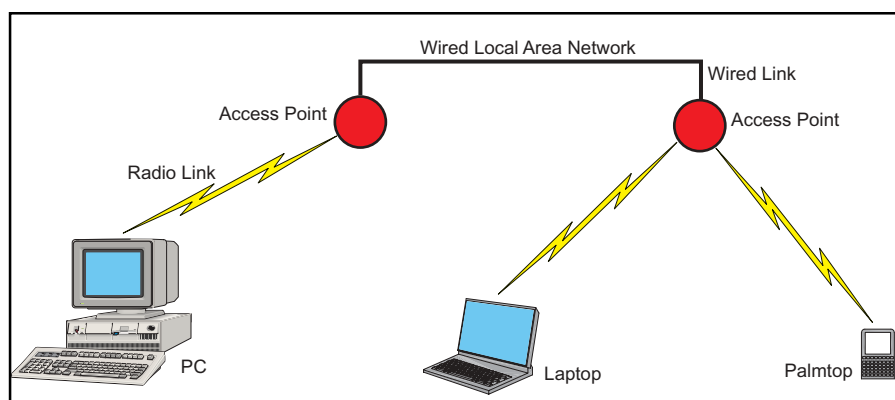 Wired Local Area Network
Wired Link
Access Point
Access Point
Radio Link
PC
Laptop
Palmtop